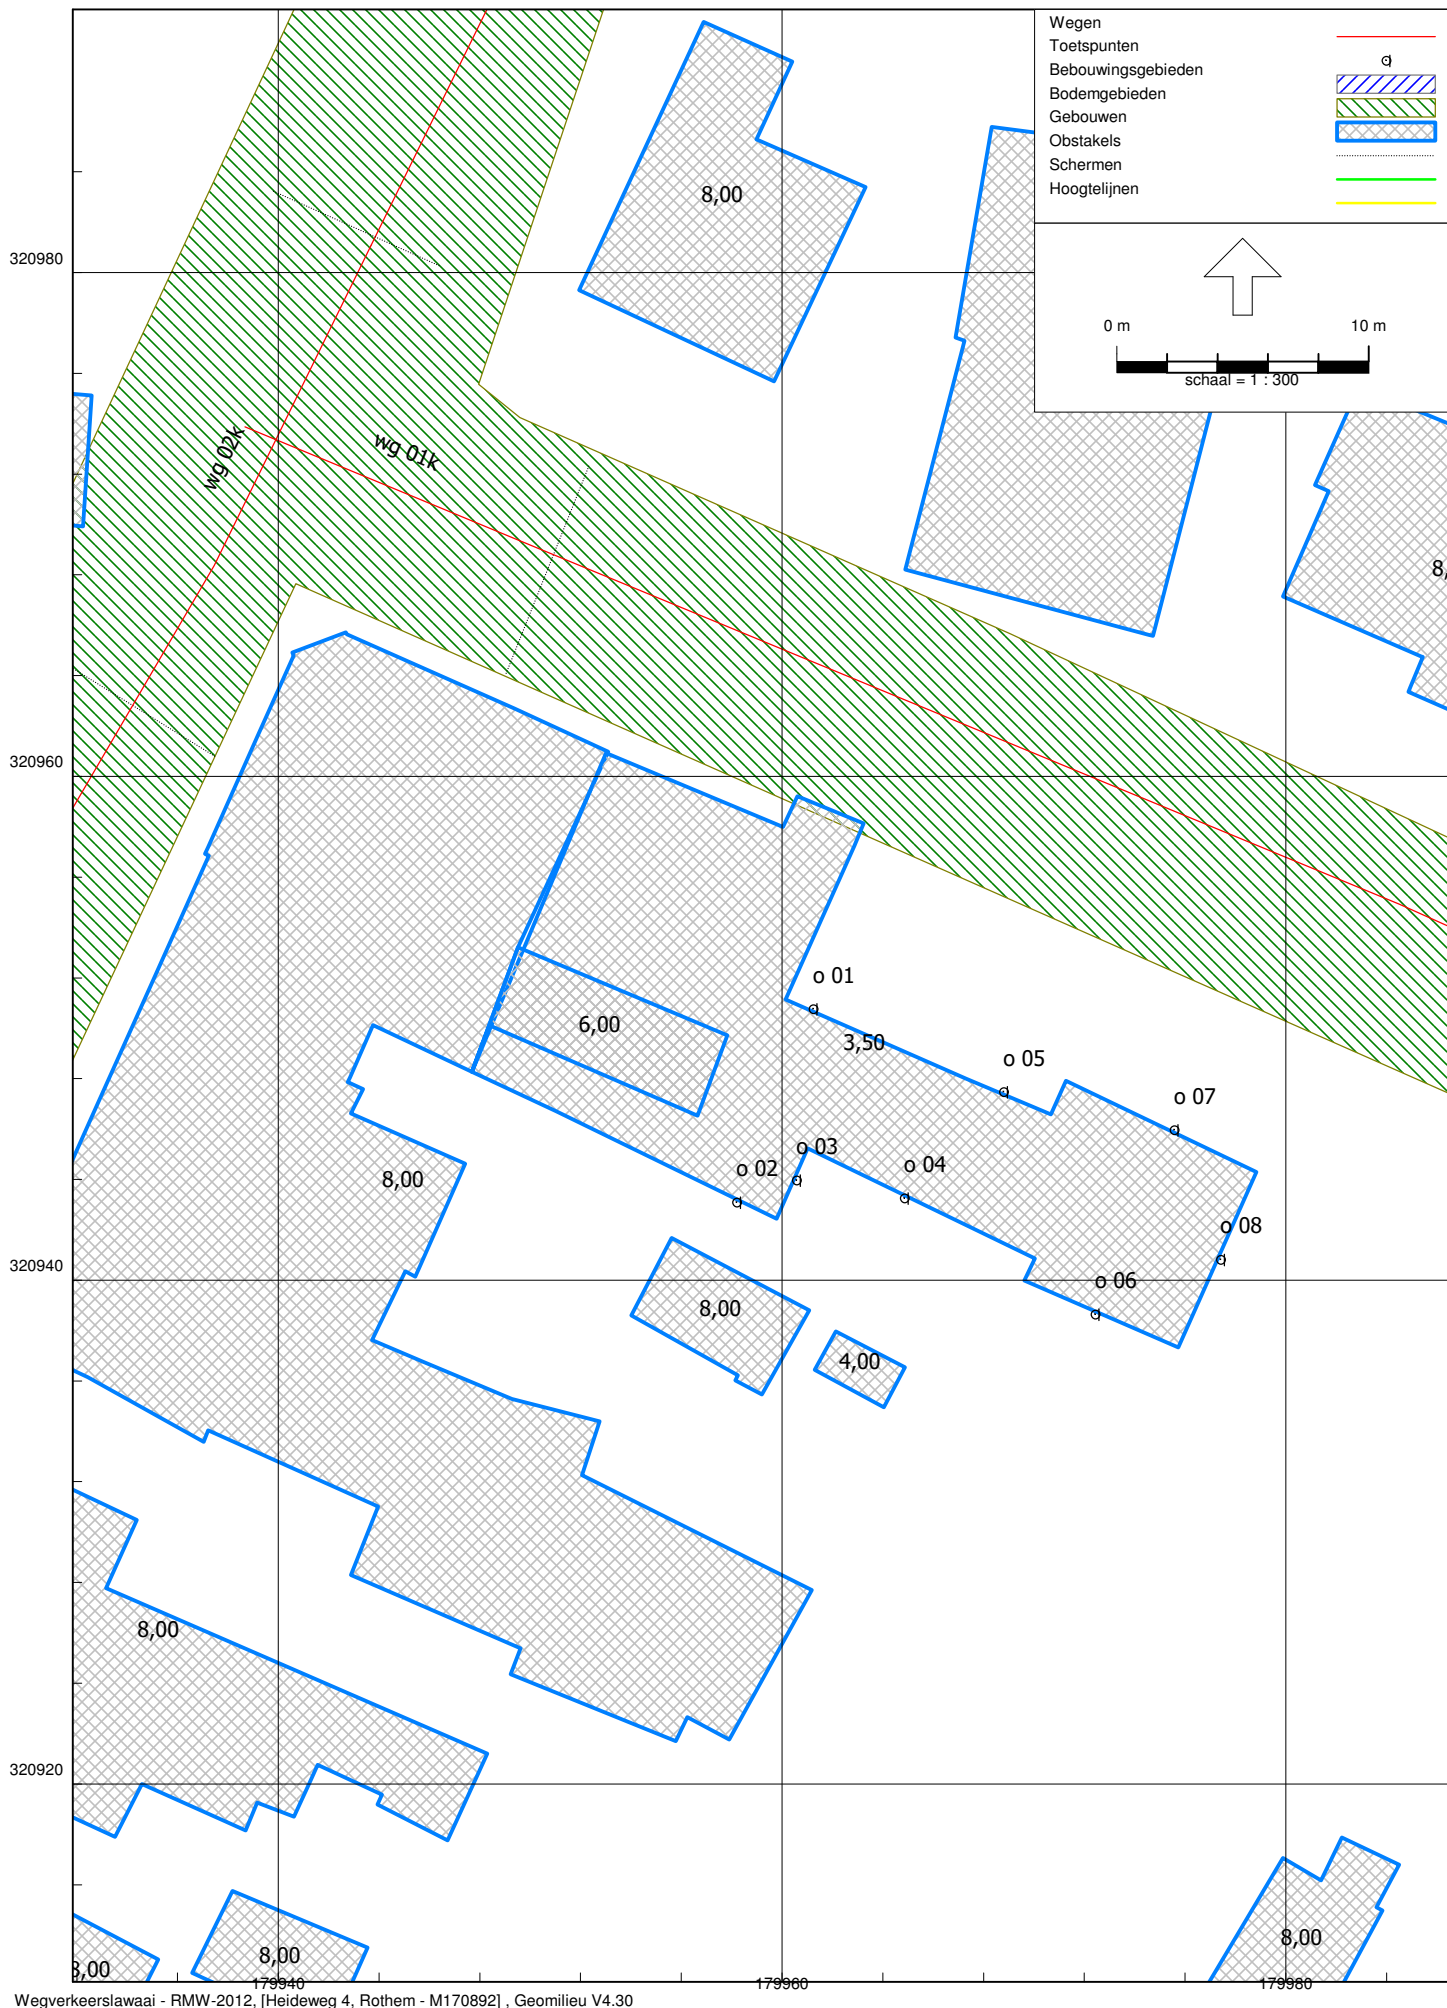 Wegen
Toetspunten
Bebouwingsgebieden
Bodemgebieden
Gebouwen
Obstakels
Schermen
Hoogtelijnen
8,00
320980
0 m 10 m
schaal = 1 : 300
wg 02k
wg 01k
8,
320960
o 01
6,00
3,50
o 05
o 07
o 03
o 02
o 04
8,00
o 08
320940
o 06
8,00
4,00
8,00
320920
8,00
8,00
8,00
179940
179960
179980
Wegverkeerslawaai - RMW-2012, [Heideweg 4, Rothem - M170892] , Geomilieu V4.30